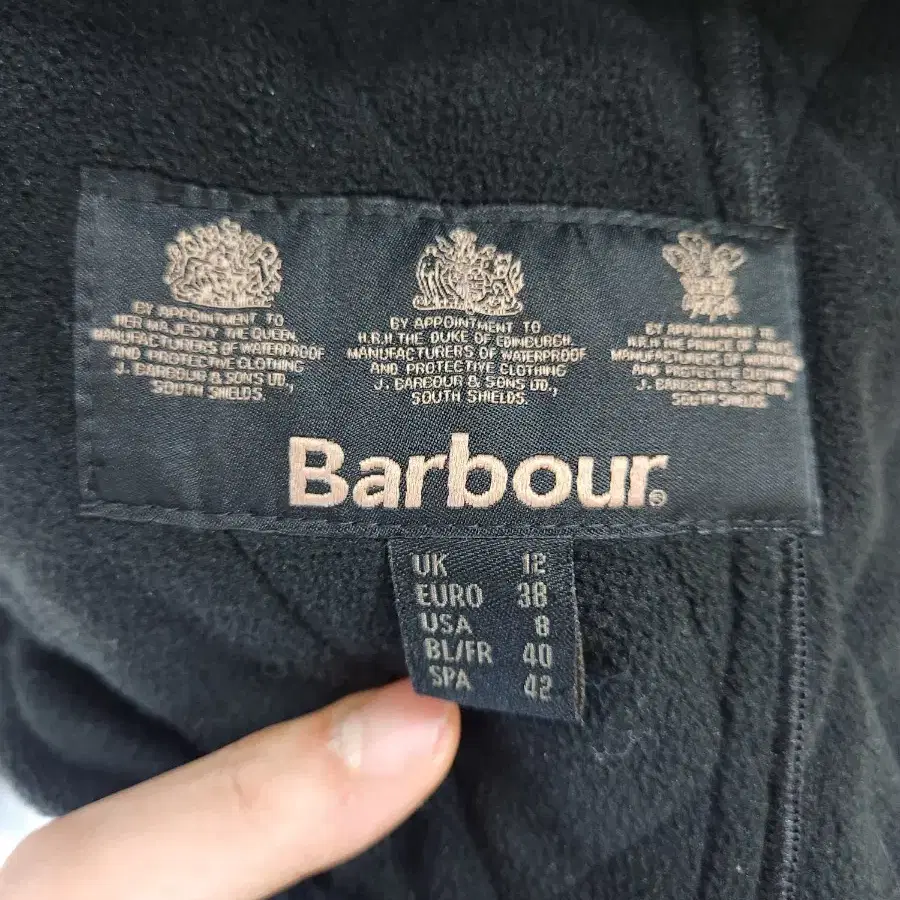 BY APPOINTMENT TO
HER MAJESTY THE QUEEN
MANUFACTURERS OF WATERPROOF
AND PROTECTIVE CLOTHING
J. BARBOUR & SONS LTD.,
SOUTH SHIELDS.
BY APPOINTMENT TO
H.R.H THE DUKE OF EDINBURGH
MANUFACTURERS OF WATERPROOF
AND PROTECTIVE CLOTHING
J. BARBOUR & SONS LTD.,
SOUTH SHIELDS.
BY APPOINTMENT TO
H.R.H THE PRINCE OF
MANUFACTURERS OF
AND PROTECTIVE CLOTHING
J. BARBOUR & SONS LTD.,
SOUTH SHIELDS.
Barbour®
UK 12
EURO 38
USA 8
BL/FR 40
SPA 42